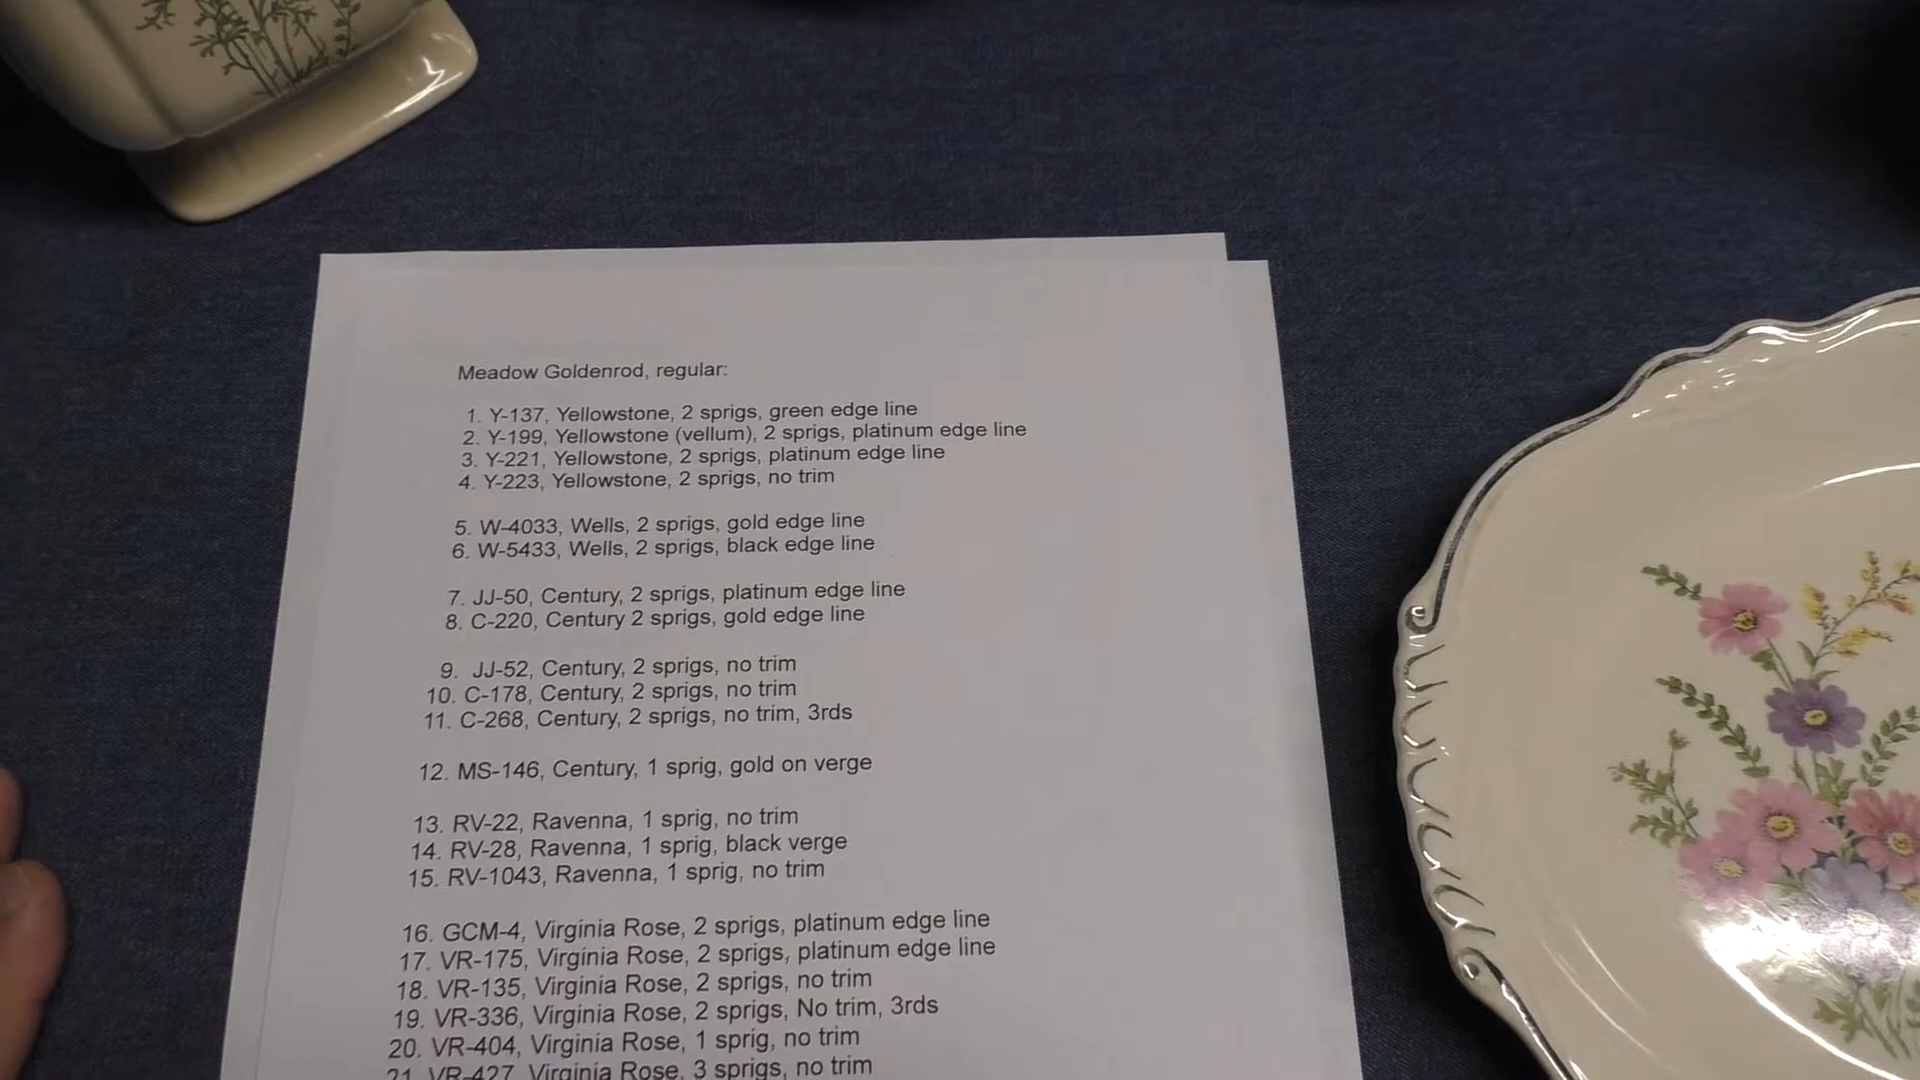 Meadow Goldenrod, regular:
1. Y-137, Yellowstone, 2 sprigs, green edge line
2. Y-199, Yellowstone (vellum), 2 sprigs, platinum edge line
3. Y-221, Yellowstone, 2 sprigs, platinum edge line
4. Y-223, Yellowstone, 2 sprigs, no trim
5. W-4033, Wells, 2 sprigs, gold edge line
6. W-5433, Wells, 2 sprigs, black edge line
7. JJ-50, Century, 2 sprigs, platinum edge line
8. C-220, Century 2 sprigs, gold edge line
9. JJ-52, Century, 2 sprigs, no trim
10. C-178, Century, 2 sprigs, no trim
11. C-268, Century, 2 sprigs, no trim, 3rds
12. MS-146, Century, 1 sprig, gold on verge
13. RV-22, Ravenna, 1 sprig, no trim
14. RV-28, Ravenna, 1 sprig, black verge
15. RV-1043, Ravenna, 1 sprig, no trim
16. GCM-4, Virginia Rose, 2 sprigs, platinum edge line
17. VR-175, Virginia Rose, 2 sprigs, platinum edge line
18. VR-135, Virginia Rose, 2 sprigs, no trim
19. VR-336, Virginia Rose, 2 sprigs, No trim, 3rds
20. VR-404, Virginia Rose, 1 sprig, no trim
21. VR-427, Virginia Rose, 3 sprigs, no trim